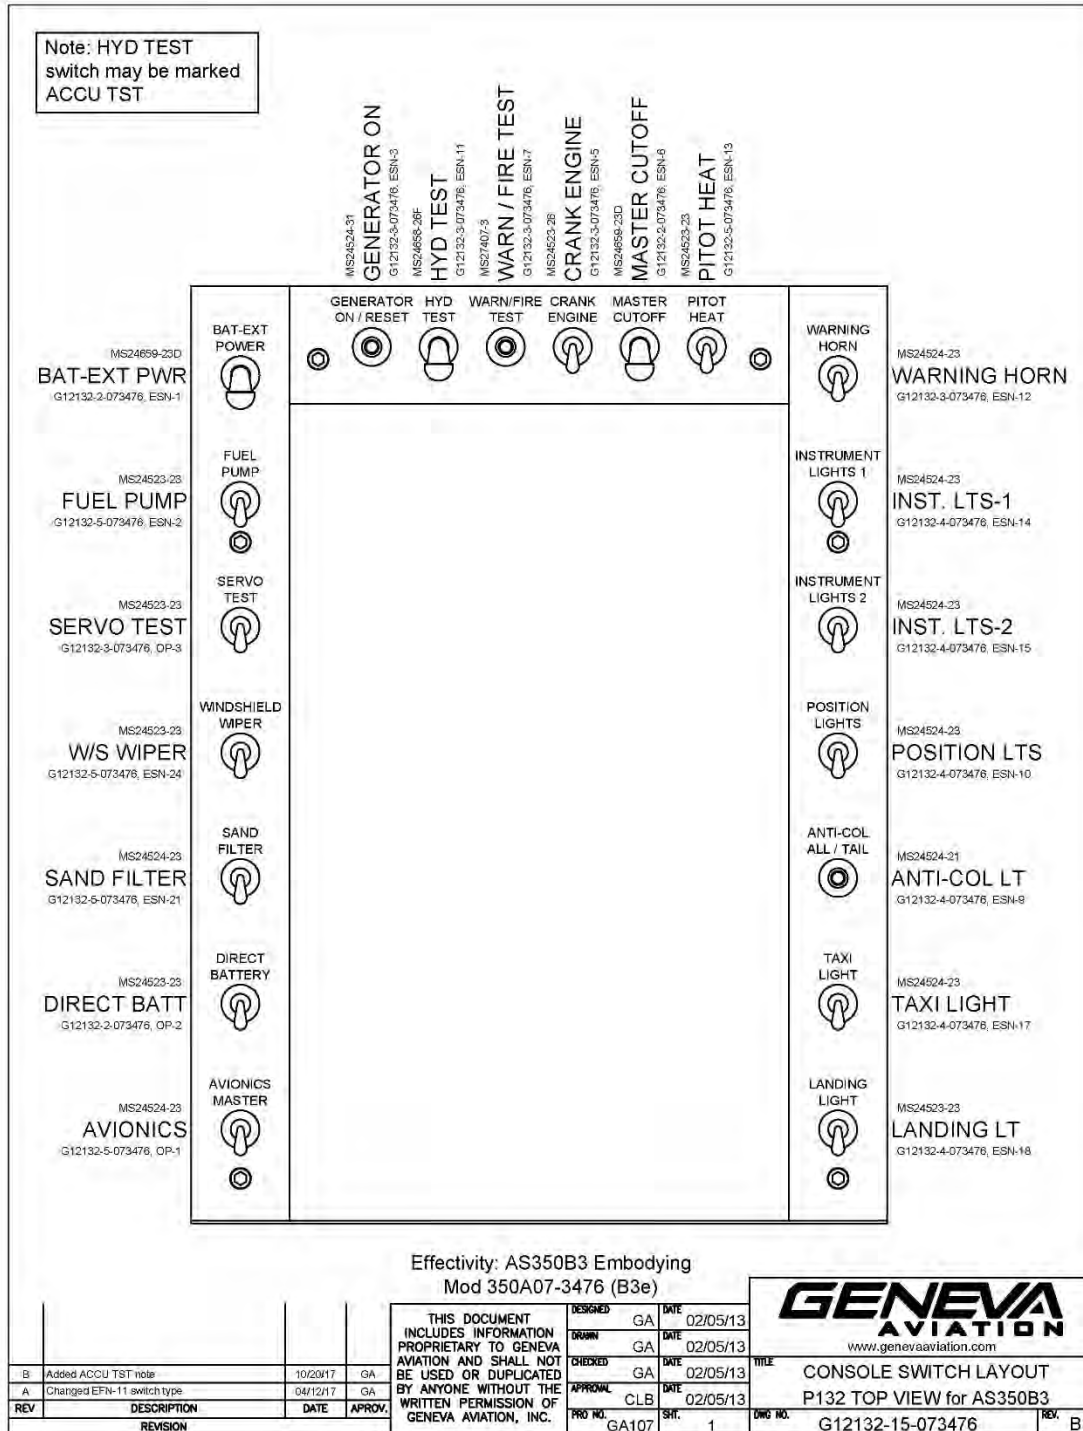 Note: HYD TEST
switch may be marked
ACCU TST
MS24524-31
GENERATOR ON
G12132-3-073476, ESN-3
MS24658-26F
HYD TEST
G12132-3-073476, ESN-11
MS27407-3
WARN / FIRE TEST
G12132-3-073476, ESN-7
MS24523-28
CRANK ENGINE
G12132-3-073476, ESN-5
MS24659-23D
MASTER CUTOFF
G12132-2-073476, ESN-6
MS24523-23
PITOT HEAT
G12132-5-073476, ESN-13
GENERATOR
ON / RESET
HYD
TEST
WARN/FIRE
TEST
CRANK
ENGINE
MASTER
CUTOFF
PITOT
HEAT
BAT-EXT
POWER
MS24659-23D
BAT-EXT PWR
G12132-2-073476, ESN-1
FUEL
PUMP
MS24523-23
FUEL PUMP
G12132-5-073476, ESN-2
SERVO
TEST
MS24523-23
SERVO TEST
G12132-3-073476, OP-3
WINDSHIELD
WIPER
MS24523-23
W/S WIPER
G12132-5-073476, ESN-24
SAND
FILTER
MS24524-23
SAND FILTER
G12132-5-073476, ESN-21
DIRECT
BATTERY
MS24523-23
DIRECT BATT
G12132-2-073476, OP-2
AVIONICS
MASTER
MS24524-23
AVIONICS
G12132-5-073476, OP-1
WARNING
HORN
MS24524-23
WARNING HORN
G12132-3-073476, ESN-12
INSTRUMENT
LIGHTS 1
MS24524-23
INST. LTS-1
G12132-4-073476, ESN-14
INSTRUMENT
LIGHTS 2
MS24524-23
INST. LTS-2
G12132-4-073476, ESN-15
POSITION
LIGHTS
MS24524-23
POSITION LTS
G12132-4-073476, ESN-10
ANTI-COL
ALL / TAIL
MS24524-21
ANTI-COL LT
G12132-4-073476, ESN-9
TAXI
LIGHT
MS24524-23
TAXI LIGHT
G12132-4-073476, ESN-17
LANDING
LIGHT
MS24523-23
LANDING LT
G12132-4-073476, ESN-18
Effectivity: AS350B3 Embodying
Mod 350A07-3476 (B3e)
B Added ACCU TST note 10/20/17 GA
A Changed EFN-11 switch type 04/12/17 GA
REV DESCRIPTION DATE APROV.
REVISION
THIS DOCUMENT
INCLUDES INFORMATION
PROPRIETARY TO GENEVA
AVIATION AND SHALL NOT
BE USED OR DUPLICATED
BY ANYONE WITHOUT THE
WRITTEN PERMISSION OF
GENEVA AVIATION, INC.
DESIGNED GA DATE 02/05/13
DRAWN GA DATE 02/05/13
CHECKED GA DATE 02/05/13
APPROVAL CLB DATE 02/05/13
PRO NO. GA107 SHT. 1
GENEVA
AVIATION
www.genevaaviation.com
TITLE CONSOLE SWITCH LAYOUT
P132 TOP VIEW for AS350B3
DWG NO. G12132-15-073476 REV. B